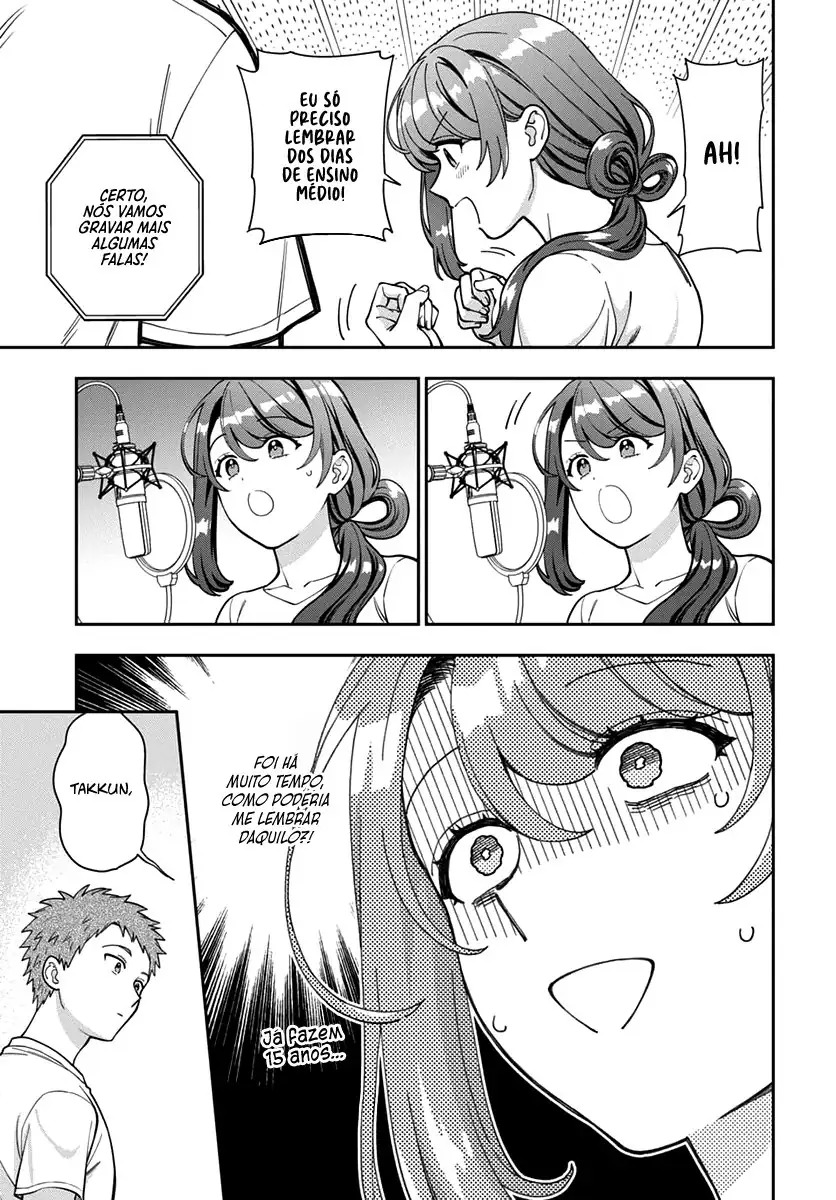 AH!
EU SÓ
PRECISO
LEMBRAR
DOS DIAS
DE ENSINO
MÉDIO!
CERTO,
NÓS VAMOS
GRAVAR MAIS
ALGUMAS
FALAS!
FOI HÁ
MUITO TEMPO,
COMO PODERIA
ME LEMBRAR
DAQUILO?!
Já fazem
15 anos...
TAKKUN,